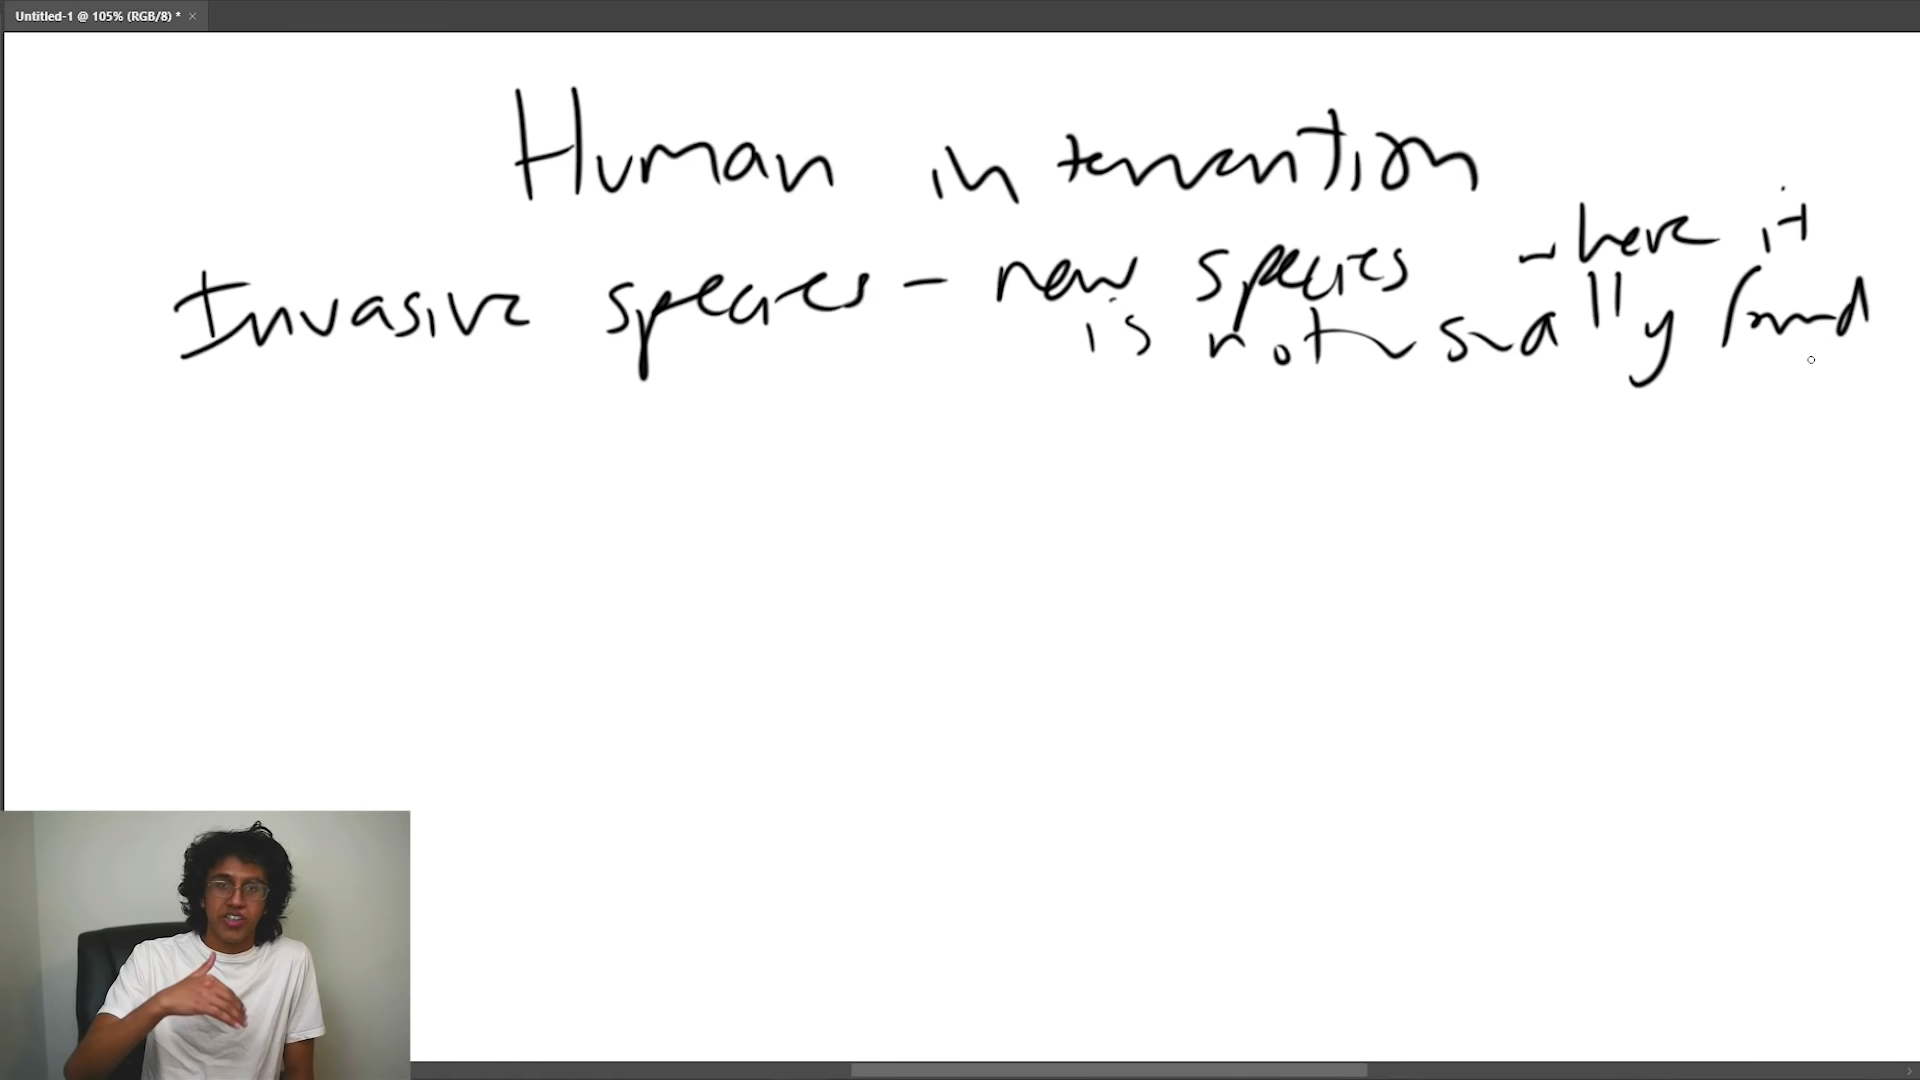 Untitled-1 @ 105% (RGB/8) * ×
Human intervention
Invasive species - new species where it
is not usually found